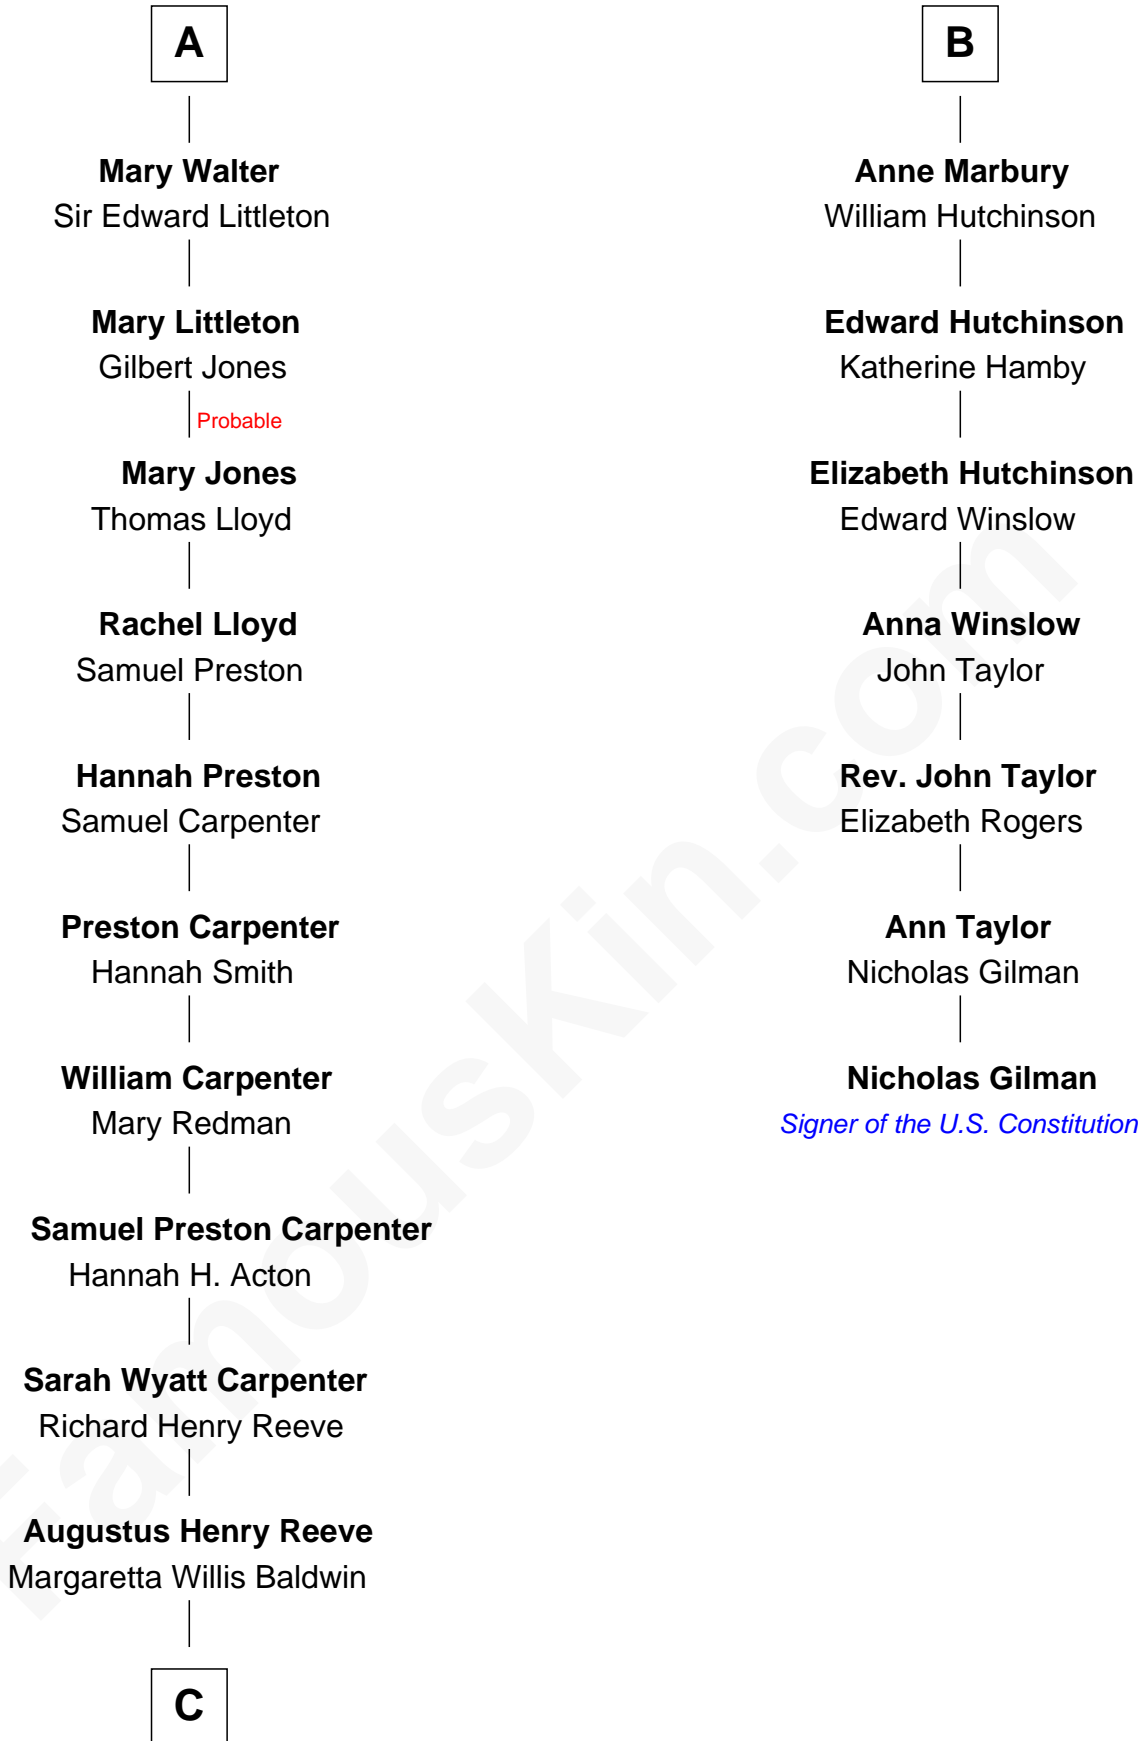 A
Mary Walter
Sir Edward Littleton
Mary Littleton
Gilbert Jones
Probable
Mary Jones
Thomas Lloyd
Rachel Lloyd
Samuel Preston
Hannah Preston
Samuel Carpenter
Preston Carpenter
Hannah Smith
William Carpenter
Mary Redman
Samuel Preston Carpenter
Hannah H. Acton
Sarah Wyatt Carpenter
Richard Henry Reeve
Augustus Henry Reeve
Margaretta Willis Baldwin
C
B
Anne Marbury
William Hutchinson
Edward Hutchinson
Katherine Hamby
Elizabeth Hutchinson
Edward Winslow
Anna Winslow
John Taylor
Rev. John Taylor
Elizabeth Rogers
Ann Taylor
Nicholas Gilman
Nicholas Gilman
Signer of the U.S. Constitution
FamousKin.com